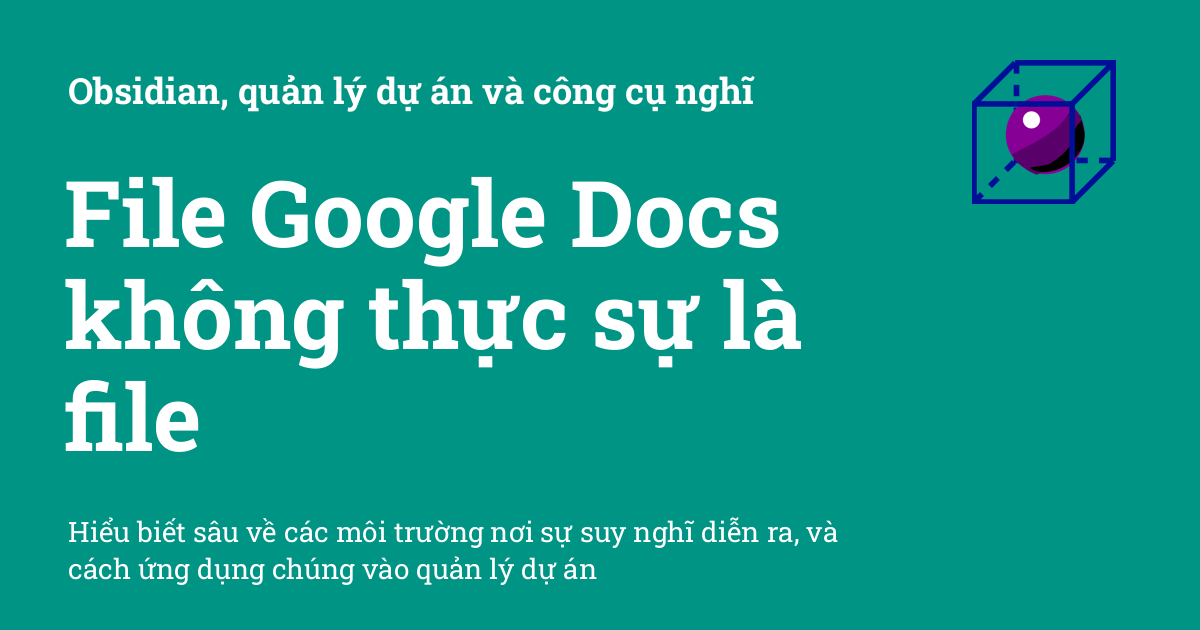 Obsidian, quản lý dự án và công cụ nghĩ
File Google Docs
không thực sự là
file
Hiểu biết sâu về các môi trường nơi sự suy nghĩ diễn ra, và
cách ứng dụng chúng vào quản lý dự án